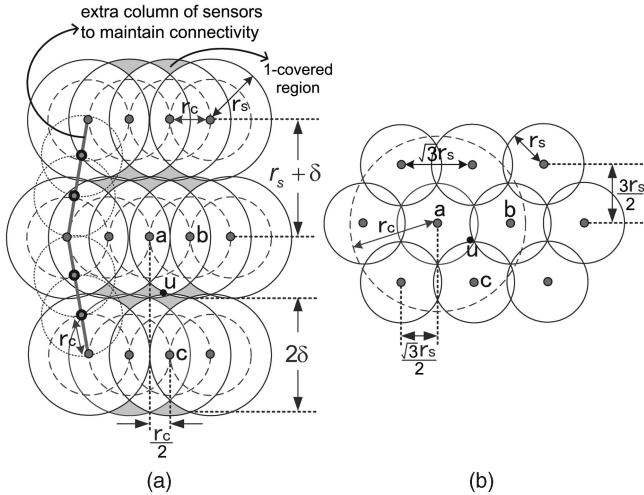 extra column of sensors
to maintain connectivity
1-covered
region
rc
rs
rs + δ
a
b
u
2δ
rc
c
rc
2
(a)
rs
√3rs
3rs
2
a
b
rc
u
c
√3rs
2
(b)